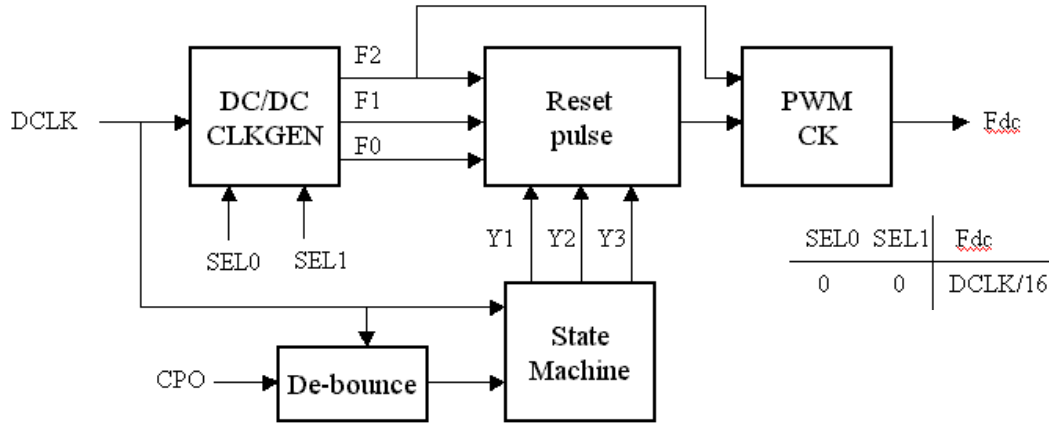 F2
DC/DC
CLKGEN
F1
F0
DCLK
Reset
pulse
PWM
CK
Fdc
SEL0
SEL1
Y1
Y2
Y3
SEL0 SEL1 Fdc
0 0 DCLK/16
State
Machine
CPO
De-bounce